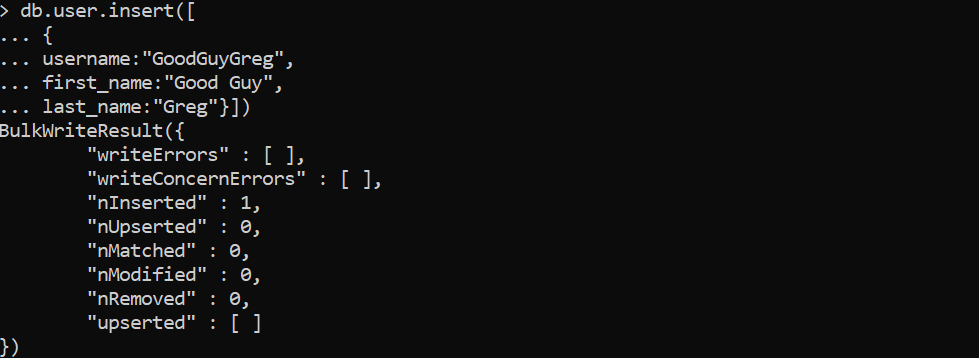 > db.user.insert([
... {
... username:"GoodGuyGreg",
... first_name:"Good Guy",
... last_name:"Greg"}])
BulkWriteResult({
        "writeErrors" : [ ],
        "writeConcernErrors" : [ ],
        "nInserted" : 1,
        "nUpserted" : 0,
        "nMatched" : 0,
        "nModified" : 0,
        "nRemoved" : 0,
        "upserted" : [ ]
})